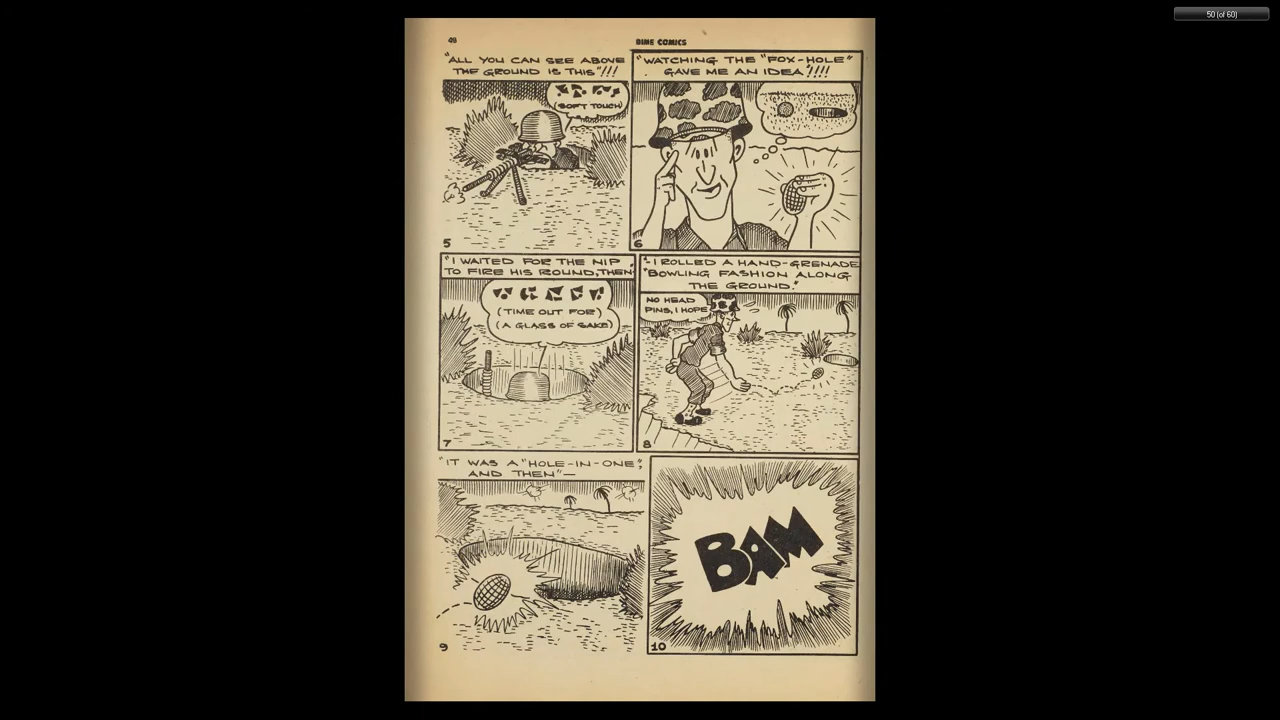 50 (of 60)
48
DIME COMICS
"ALL YOU CAN SEE ABOVE
THE GROUND IS THIS"!!!
(SOFT TOUCH)
5
"WATCHING THE "FOX-HOLE"
GAVE ME AN IDEA"!!!!
6
"I WAITED FOR THE NIP
TO FIRE HIS ROUND, THEN
(TIME OUT FOR)
(A GLASS OF SAKE)
7
"-I ROLLED A HAND-GRENADE
"BOWLING FASHION ALONG
THE GROUND."
NO HEAD
PINS, I HOPE
8
"IT WAS A "HOLE-IN-ONE",
AND THEN"—
9
BAM
10